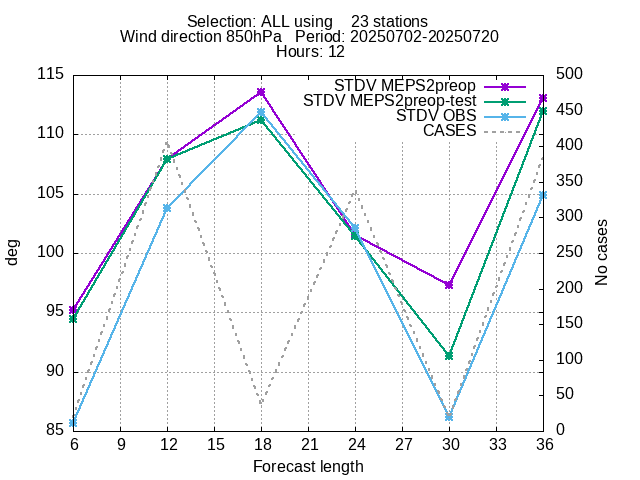 Selection: ALL using    23 stations
Wind direction 850hPa   Period: 20250702-20250720
Hours: 12
115
110
105
100
95
90
85
deg
500
450
400
350
300
250
200
150
100
50
0
No cases
STDV MEPS2preop
STDV MEPS2preop-test
STDV OBS
CASES
6 9 12 15 18 21 24 27 30 33 36
Forecast length